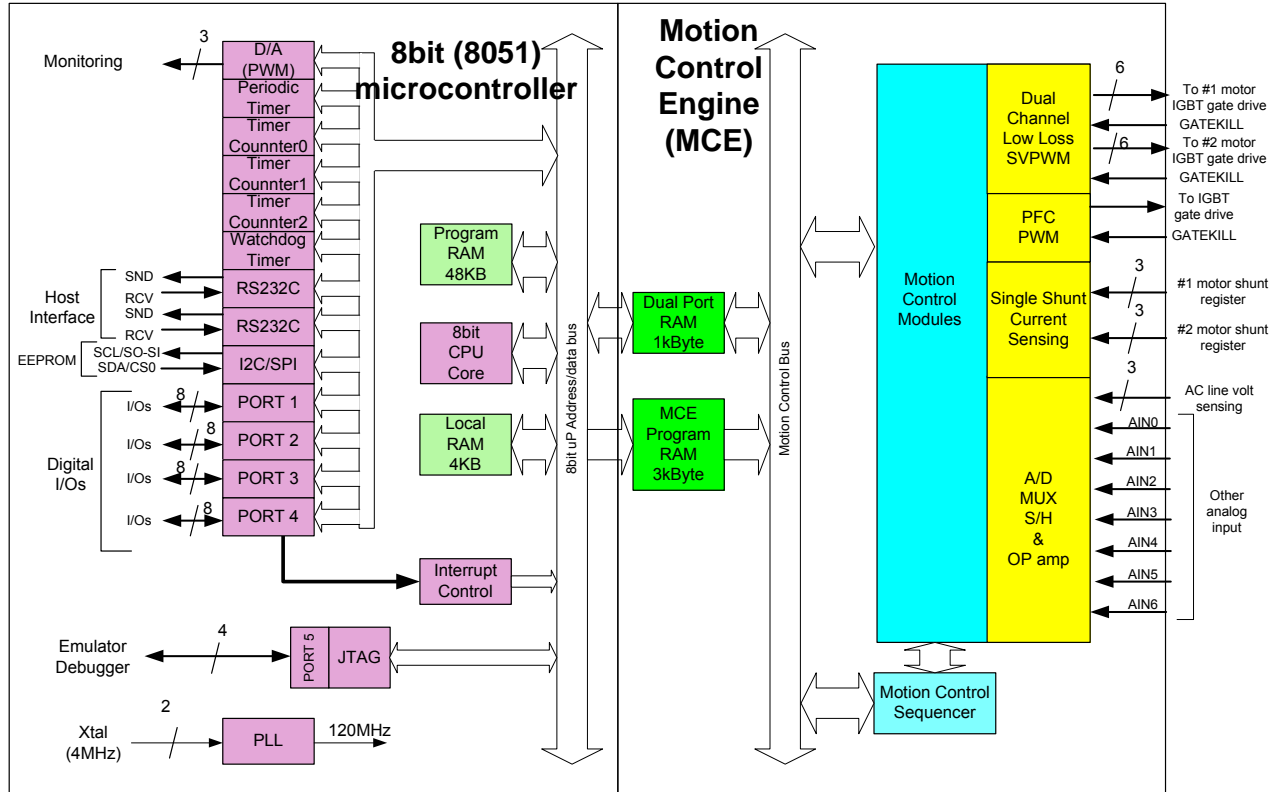 8bit (8051)
microcontroller
Motion
Control
Engine
(MCE)
Monitoring
3
D/A
(PWM)
Periodic
Timer
Timer
Counnter0
Timer
Counnter1
Timer
Counnter2
Watchdog
Timer
Host
Interface
SND
RCV
RS232C
SND
RCV
RS232C
EEPROM
SCL/SO-SI
SDA/CS0
I2C/SPI
Digital
I/Os
I/Os
8
PORT 1
I/Os
8
PORT 2
I/Os
8
PORT 3
I/Os
8
PORT 4
Program
RAM
48KB
8bit
CPU
Core
Local
RAM
4KB
Interrupt
Control
Emulator
Debugger
4
PORT 5
JTAG
Xtal
(4MHz)
2
PLL
120MHz
8bit uP Address/data bus
Dual Port
RAM
1kByte
MCE
Program
RAM
3kByte
Motion Control Bus
Motion
Control
Modules
Motion Control
Sequencer
Dual
Channel
Low Loss
SVPWM
PFC
PWM
Single Shunt
Current
Sensing
A/D
MUX
S/H
&
OP amp
6
To #1 motor
IGBT gate drive
GATEKILL
6
To #2 motor
IGBT gate drive
GATEKILL
To IGBT
gate drive
GATEKILL
3
#1 motor shunt
register
3
#2 motor shunt
register
3
AC line volt
sensing
AIN0
AIN1
AIN2
AIN3
AIN4
AIN5
AIN6
Other
analog
input